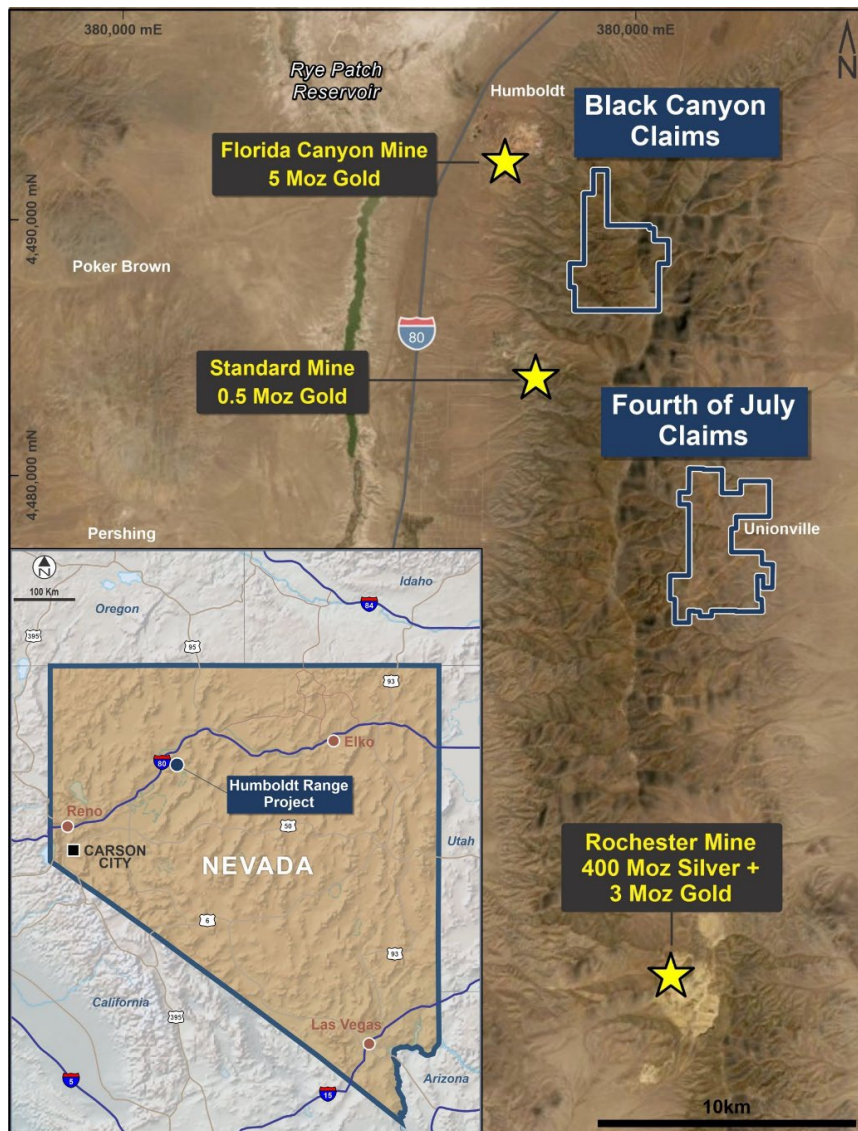 380,000 mE
380,000 mE
N
Rye Patch
Reservoir
Humboldt
Black Canyon
Claims
Florida Canyon Mine
5 Moz Gold
4,490,000 mN
Poker Brown
80
Standard Mine
0.5 Moz Gold
Fourth of July
Claims
4,480,000 mN
Pershing
Unionville
N
100 Km
Oregon
Idaho
84
395
95
93
Elko
80
Humboldt Range
Project
Reno
50
Utah
CARSON
CITY
NEVADA
6
93
California
395
Las Vegas
Arizona
5
15
Rochester Mine
400 Moz Silver +
3 Moz Gold
10km